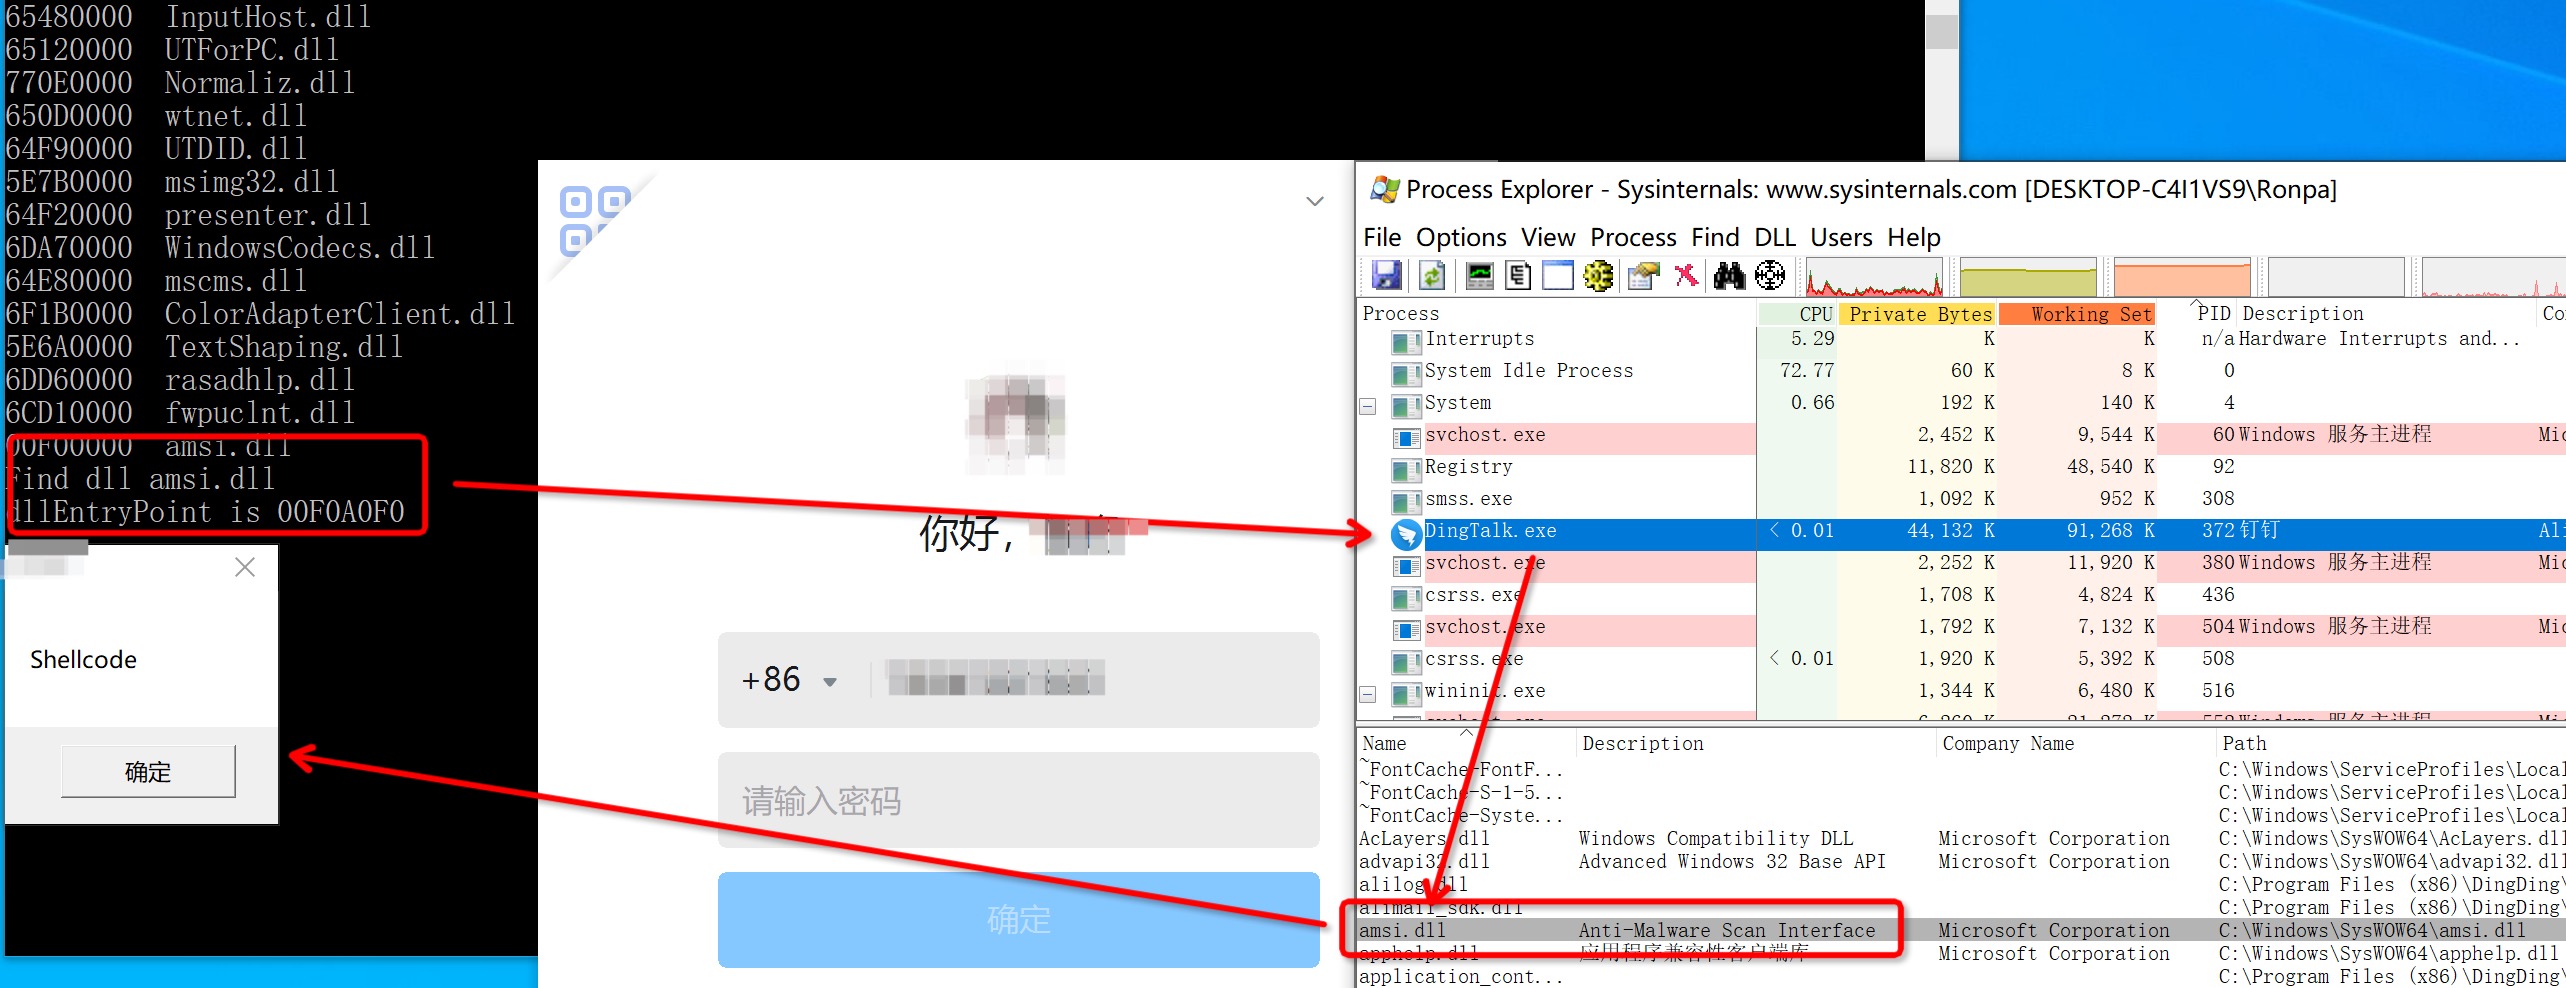 65480000  InputHost.dll
65120000  UTForPC.dll
770E0000  Normaliz.dll
650D0000  wtnet.dll
64F90000  UTDID.dll
5E7B0000  msimg32.dll
64F20000  presenter.dll
6DA70000  WindowsCodecs.dll
64E80000  mscms.dll
6F1B0000  ColorAdapterClient.dll
5E6A0000  TextShaping.dll
6DD60000  rasadhlp.dll
6CD10000  fwpuclnt.dll
00F00000  amsi.dll
Find dll amsi.dll
dllEntryPoint is 00F0A0F0
Shellcode
确定
你好，
+86
请输入密码
确定
Process Explorer - Sysinternals: www.sysinternals.com [DESKTOP-C4I1VS9\Ronpa]
File Options View Process Find DLL Users Help
Process CPU Private Bytes Working Set PID Description Co
Interrupts 5.29 K K n/a Hardware Interrupts and...
System Idle Process 72.77 60 K 8 K 0
System 0.66 192 K 140 K 4
svchost.exe 2,452 K 9,544 K 60 Windows 服务主进程 Mic
Registry 11,820 K 48,540 K 92
smss.exe 1,092 K 952 K 308
DingTalk.exe < 0.01 44,132 K 91,268 K 372 钉钉 Ali
svchost.exe 2,252 K 11,920 K 380 Windows 服务主进程 Mic
csrss.exe 1,708 K 4,824 K 436
svchost.exe 1,792 K 7,132 K 504 Windows 服务主进程 Mic
csrss.exe < 0.01 1,920 K 5,392 K 508
wininit.exe 1,344 K 6,480 K 516
Name Description Company Name Path
~FontCache-FontF... C:\Windows\ServiceProfiles\Local
~FontCache-S-1-5... C:\Windows\ServiceProfiles\Local
~FontCache-Syste... C:\Windows\ServiceProfiles\Local
AcLayers.dll Windows Compatibility DLL Microsoft Corporation C:\Windows\SysWOW64\AcLayers.dll
advapi32.dll Advanced Windows 32 Base API Microsoft Corporation C:\Windows\SysWOW64\advapi32.dll
alilog.dll C:\Program Files (x86)\DingDing\
alimail_sdk.dll C:\Program Files (x86)\DingDing\
amsi.dll Anti-Malware Scan Interface Microsoft Corporation C:\Windows\SysWOW64\amsi.dll
apphelp.dll 应用程序兼容性客户端库 Microsoft Corporation C:\Windows\SysWOW64\apphelp.dll
application_cont... C:\Program Files (x86)\DingDing\